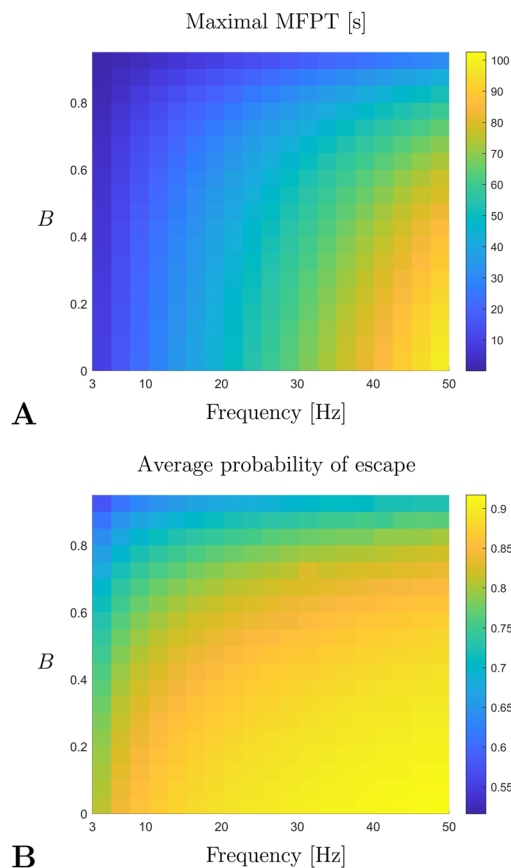 Maximal MFPT [s]
B
0.8
0.6
0.4
0.2
0
3 10 20 30 40 50
Frequency [Hz]
100
90
80
70
60
50
40
30
20
10
A
Average probability of escape
B
0.8
0.6
0.4
0.2
0
3 10 20 30 40 50
Frequency [Hz]
0.9
0.85
0.8
0.75
0.7
0.65
0.6
0.55
B